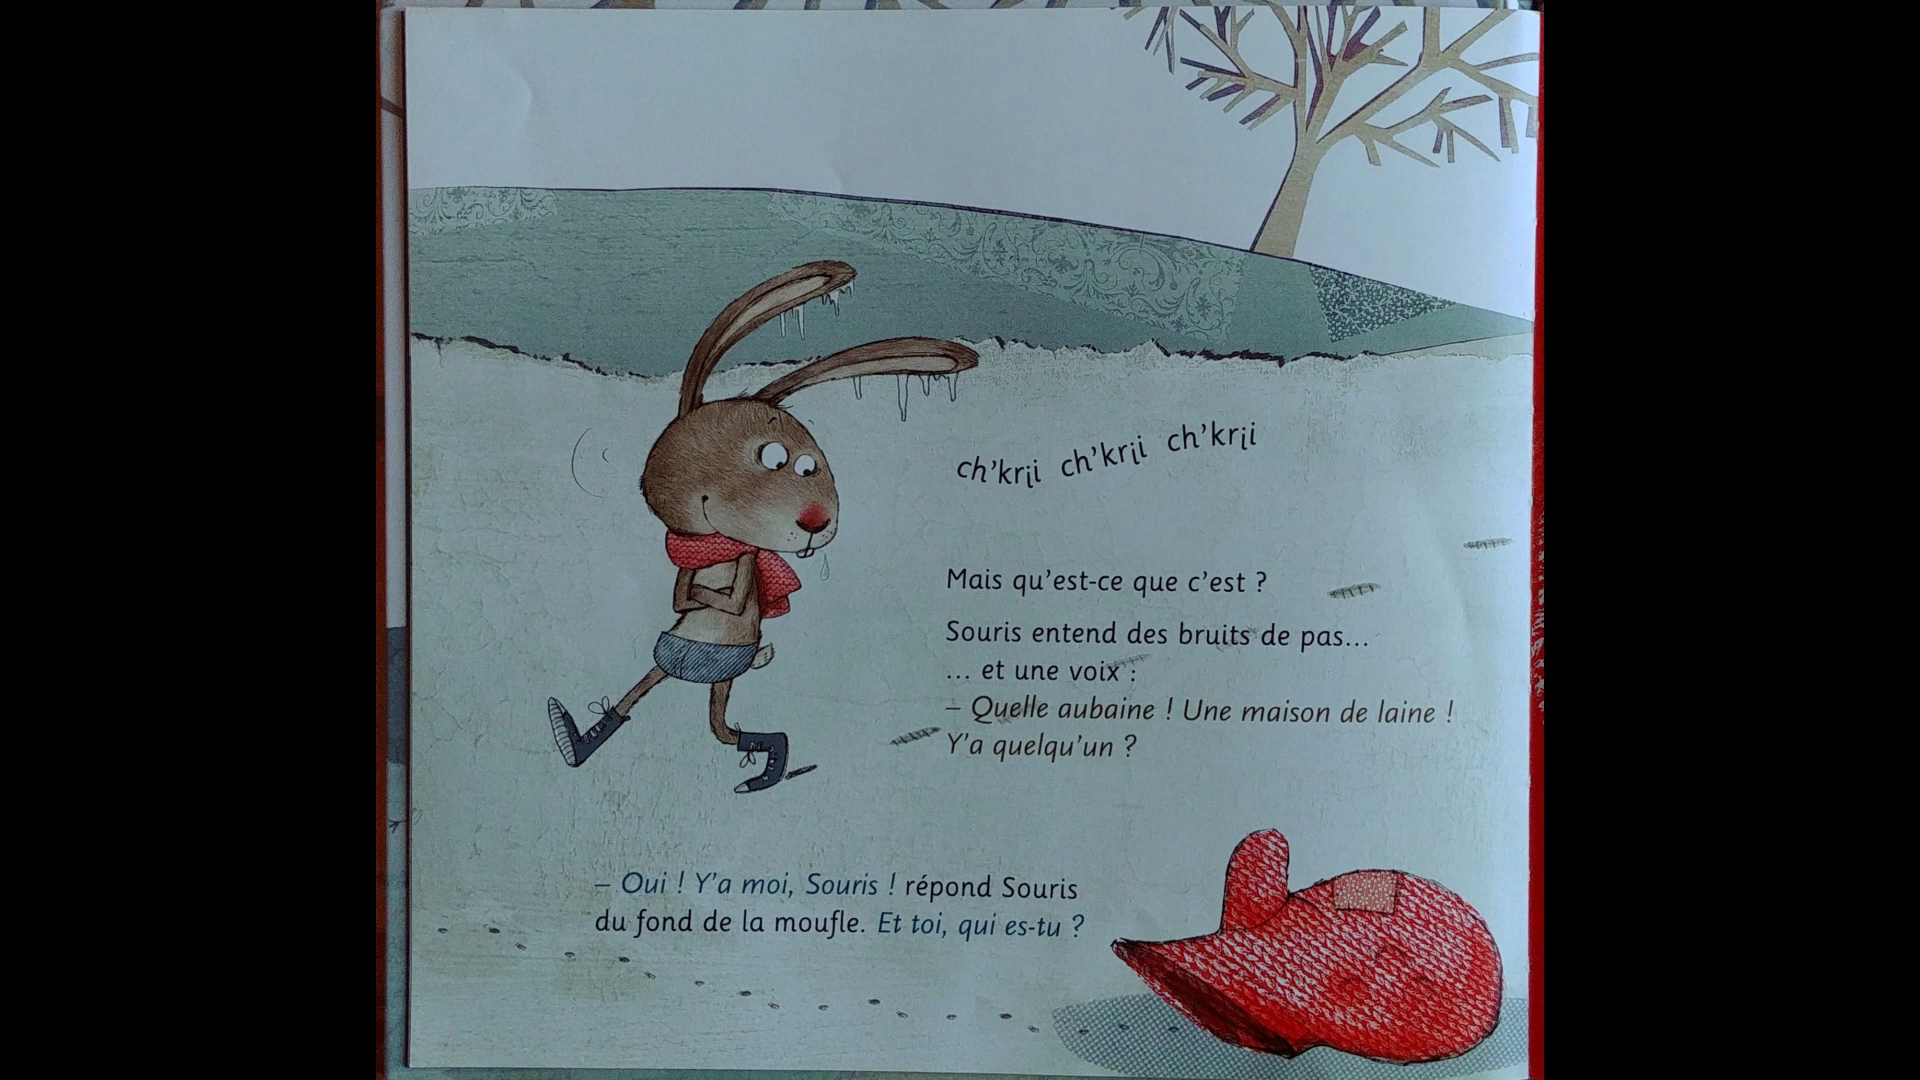 ch'krii ch'krii ch'krii
Mais qu'est-ce que c'est ?
Souris entend des bruits de pas...
... et une voix :
– Quelle aubaine ! Une maison de laine !
Y'a quelqu'un ?
– Oui ! Y'a moi, Souris ! répond Souris
du fond de la moufle. Et toi, qui es-tu ?